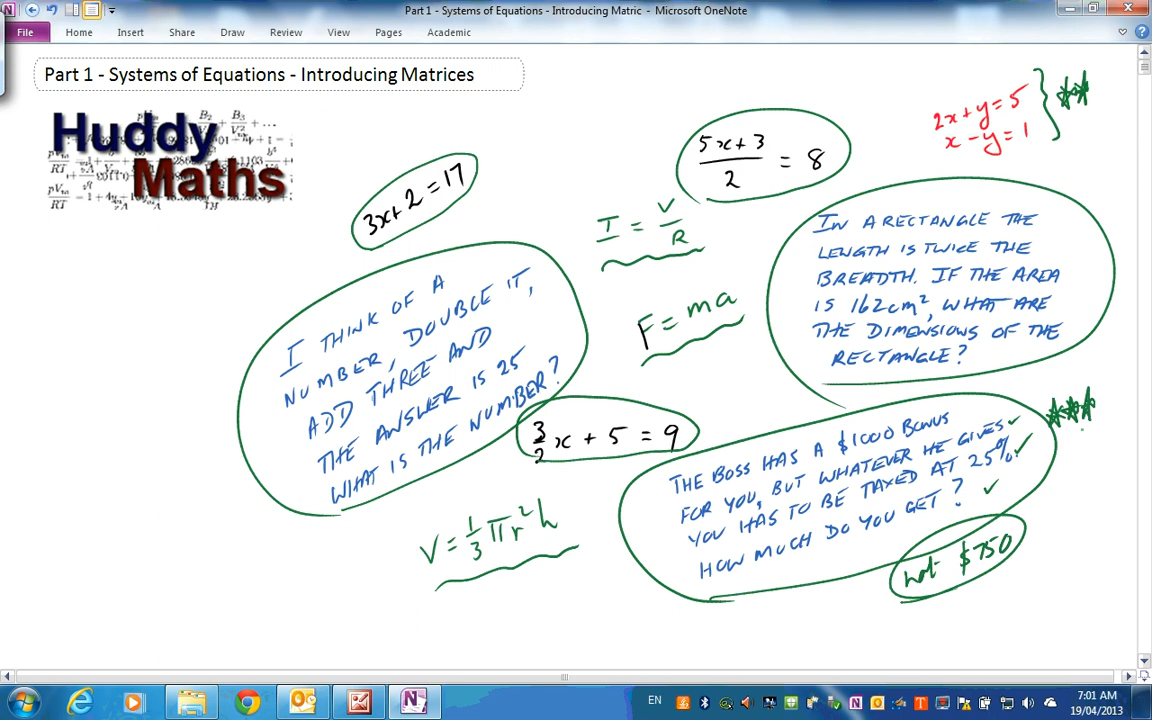 Part 1 - Systems of Equations - Introducing Matric - Microsoft OneNote
File Home Insert Share Draw Review View Pages Academic
Part 1 - Systems of Equations - Introducing Matrices
Huddy
Maths
3x+2=17
5x+3
2
= 8
2x+y=5
x-y=1
I = V/R
F=ma
I THINK OF A
NUMBER, DOUBLE IT,
ADD THREE AND
THE ANSWER IS 25
WHAT IS THE NUMBER?
IN A RECTANGLE THE
LENGTH IS TWICE THE
BREADTH. IF THE AREA
IS 162cm², WHAT ARE
THE DIMENSIONS OF THE
RECTANGLE?
3/2x + 5 = 9
THE BOSS HAS A $1000 BONUS
FOR YOU, BUT WHATEVER HE GIVES
YOU HAS TO BE TAXED AT 25%
HOW MUCH DO YOU GET?
not $750
V = 1/3 πr²h
EN
7:01 AM
19/04/2013